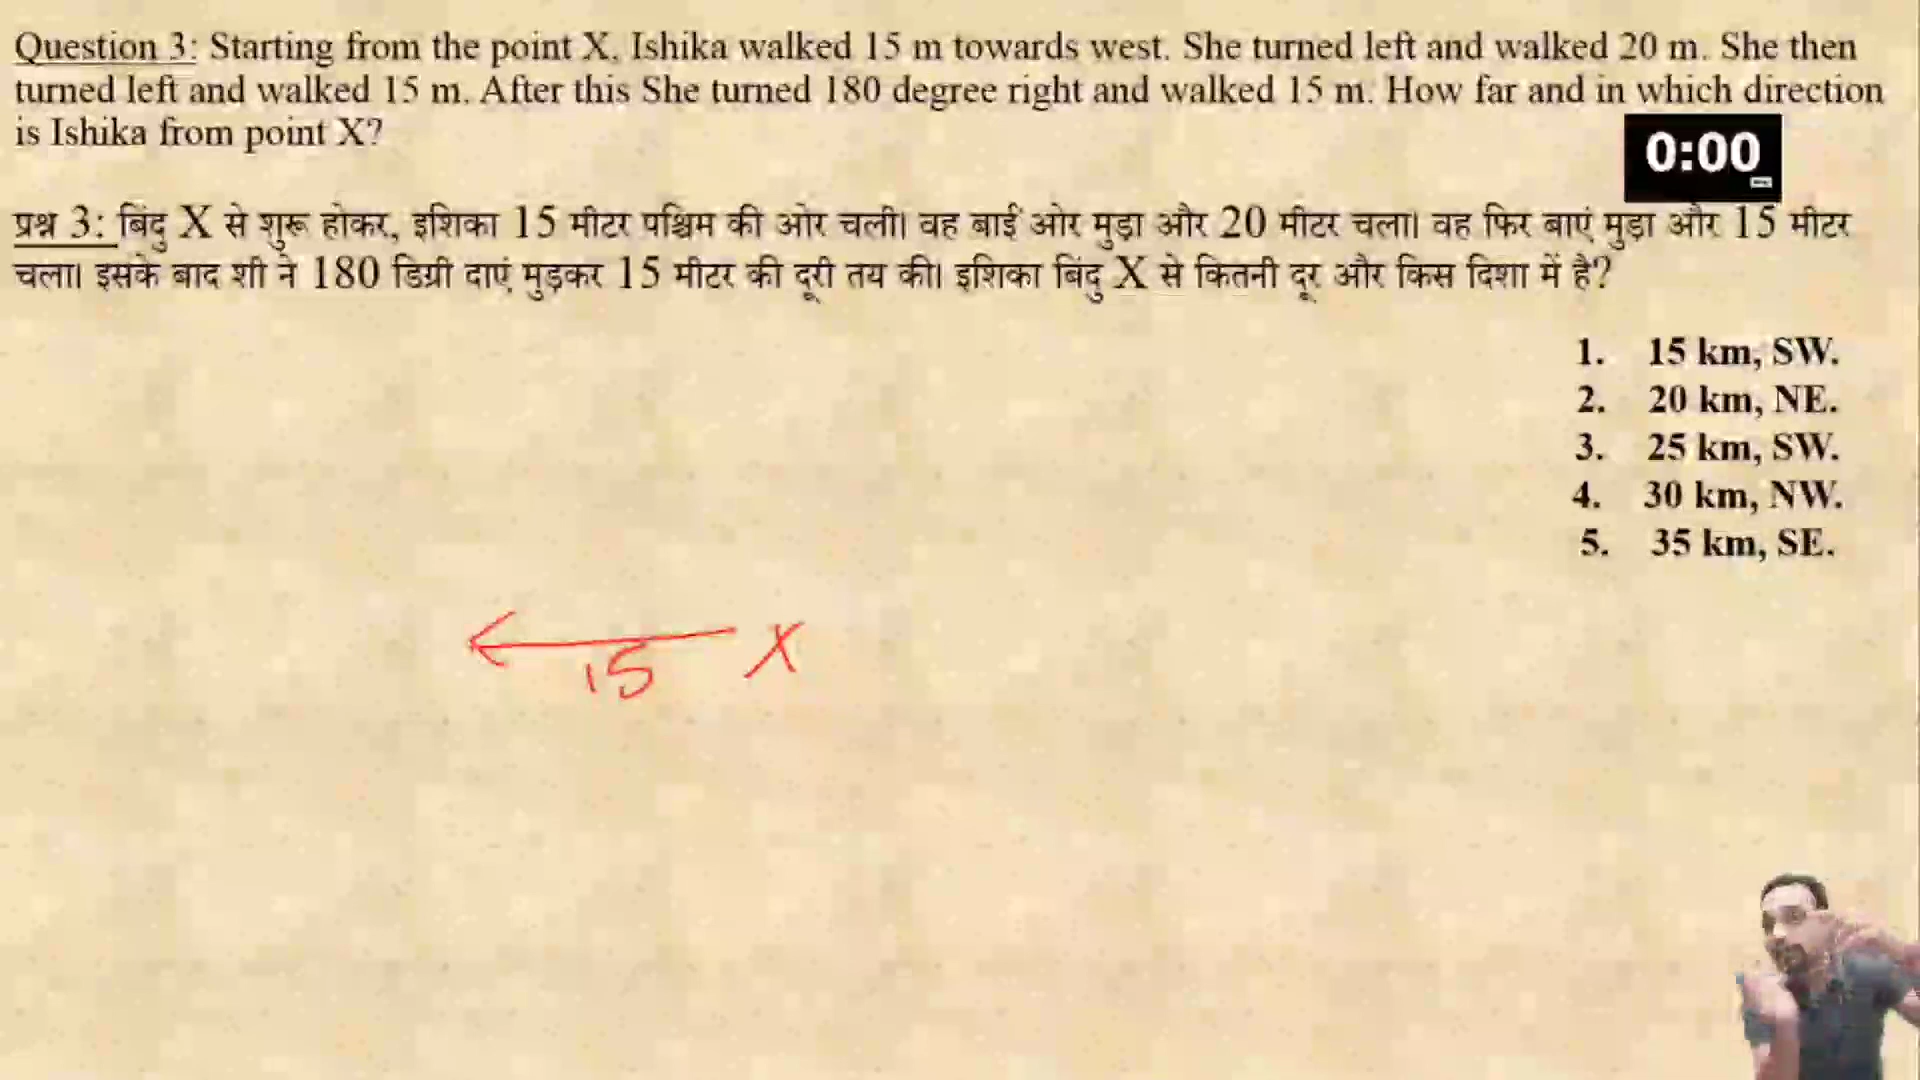 Question 3: Starting from the point X, Ishika walked 15 m towards west. She turned left and walked 20 m. She then
turned left and walked 15 m. After this She turned 180 degree right and walked 15 m. How far and in which direction
is Ishika from point X?
0:00
प्रश्न 3: बिंदु X से शुरू होकर, इशिका 15 मीटर पश्चिम की ओर चली। वह बाईं ओर मुड़ा और 20 मीटर चला। वह फिर बाएं मुड़ा और 15 मीटर
चला। इसके बाद शी ने 180 डिग्री दाएं मुड़कर 15 मीटर की दूरी तय की। इशिका बिंदु X से कितनी दूर और किस दिशा में है?
1. 15 km, SW.
2. 20 km, NE.
3. 25 km, SW.
4. 30 km, NW.
5. 35 km, SE.
15 X